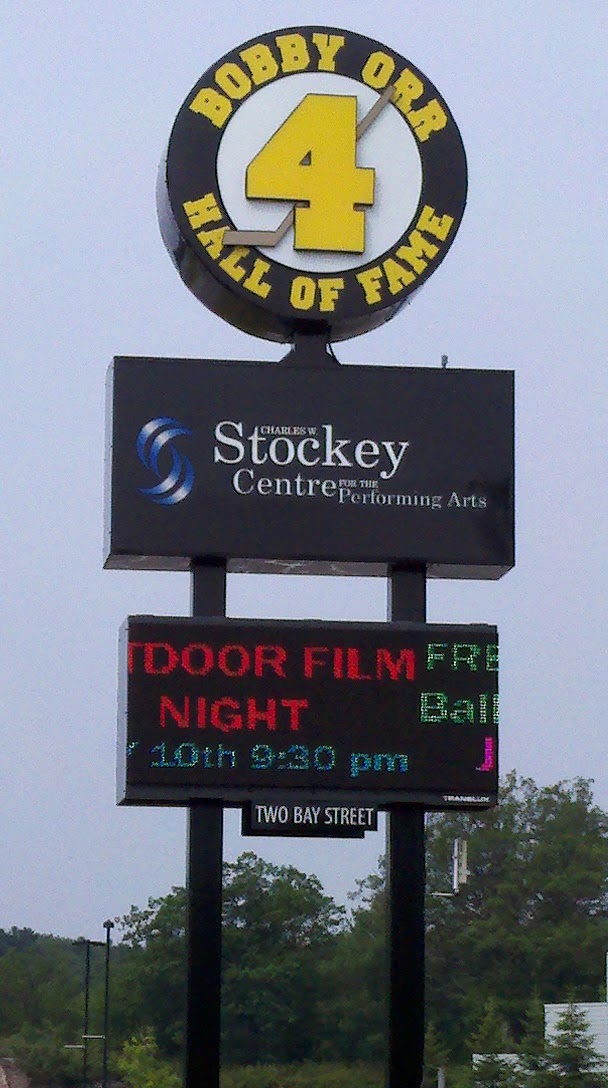 BOBBY ORR
4
HALL OF FAME
CHARLES W.
Stockey
Centre FOR THE
Performing Arts
TDOOR FILM FRE
NIGHT Ball
10th 9:30 pm
TRANSLUX
TWO BAY STREET